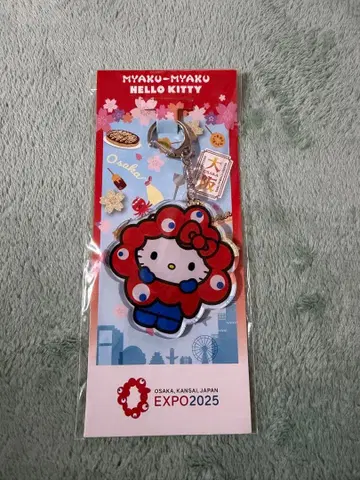 MYAKU-MYAKU
HELLO KITTY
Osaka
大阪
OSAKA, KANSAI, JAPAN
EXPO2025